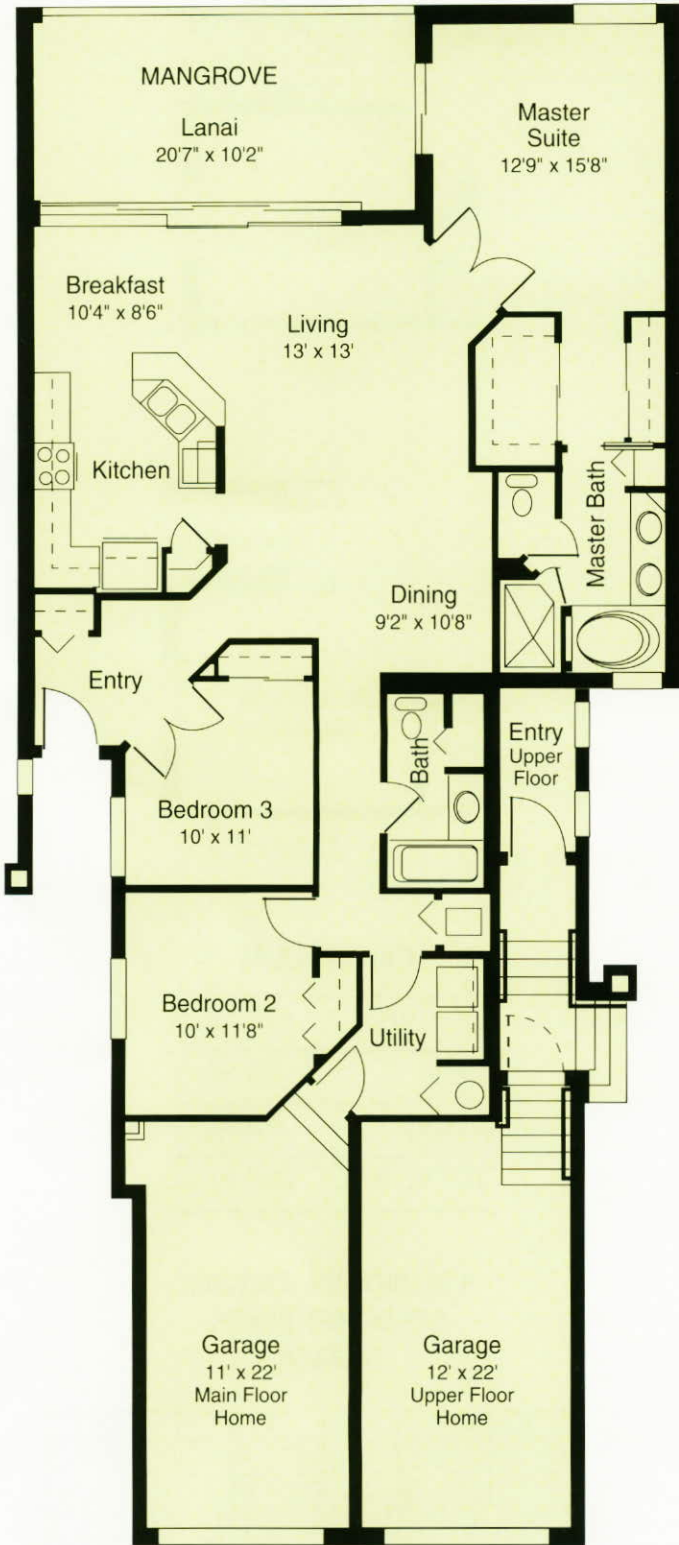 MANGROVE
Lanai
20'7" x 10'2"
Master
Suite
12'9" x 15'8"
Breakfast
10'4" x 8'6"
Living
13' x 13'
Kitchen
Master Bath
Dining
9'2" x 10'8"
Entry
Bath
Entry
Upper
Floor
Bedroom 3
10' x 11'
Bedroom 2
10' x 11'8"
Utility
Garage
11' x 22'
Main Floor
Home
Garage
12' x 22'
Upper Floor
Home